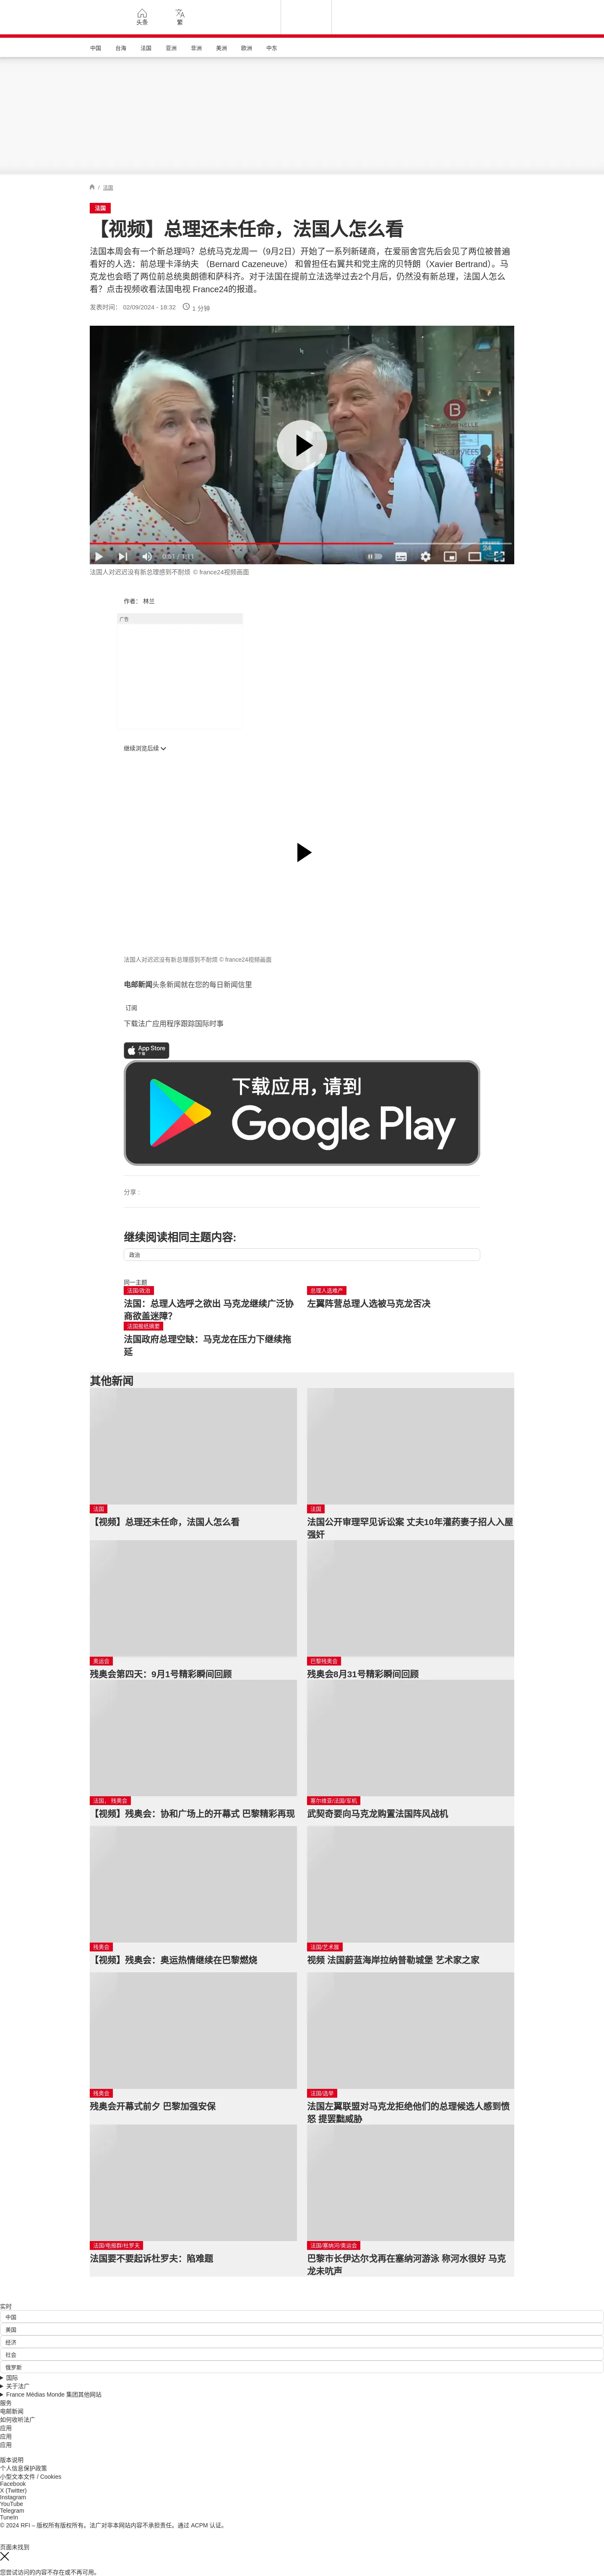 头条
繁
中国
台海
法国
亚洲
非洲
美洲
欧洲
中东
/ 法国
法国
【视频】总理还未任命，法国人怎么看
法国本周会有一个新总理吗？总统马克龙周一（9月2日）开始了一系列新磋商，在爱丽舍宫先后会见了两位被普遍
看好的人选：前总理卡泽纳夫 （Bernard Cazeneuve） 和曾担任右翼共和党主席的贝特朗（Xavier Bertrand）。马
克龙也会晤了两位前总统奥朗德和萨科齐。对于法国在提前立法选举过去2个月后，仍然没有新总理，法国人怎么
看？点击视频收看法国电视 France24的报道。
发表时间： 02/09/2024 - 18:32
1 分钟
B
24
法国人对迟迟没有新总理感到不耐烦 © france24视频画面
作者： 林兰
广告
继续浏览后续
法国人对迟迟没有新总理感到不耐烦 © france24视频画面
电邮新闻头条新闻就在您的每日新闻信里
订阅
下载法广应用程序跟踪国际时事
App Store
下载
下载应用，请到
Google Play
分享 :
继续阅读相同主题内容:
政治
同一主题
法国/政治
法国：总理人选呼之欲出 马克龙继续广泛协
商欲盖迷障？
总理人选难产
左翼阵营总理人选被马克龙否决
法国报纸摘要
法国政府总理空缺：马克龙在压力下继续拖
延
其他新闻
法国
【视频】总理还未任命，法国人怎么看
法国
法国公开审理罕见诉讼案 丈夫10年灌药妻子招人入屋
强奸
奥运会
残奥会第四天：9月1号精彩瞬间回顾
巴黎残奥会
残奥会8月31号精彩瞬间回顾
法国， 残奥会
【视频】残奥会：协和广场上的开幕式 巴黎精彩再现
塞尔维亚/法国/军机
武契奇要向马克龙购置法国阵风战机
残奥会
【视频】残奥会：奥运热情继续在巴黎燃烧
法国/艺术展
视频 法国蔚蓝海岸拉纳普勒城堡 艺术家之家
残奥会
残奥会开幕式前夕 巴黎加强安保
法国/选举
法国左翼联盟对马克龙拒绝他们的总理候选人感到愤
怒 提罢黜威胁
法国/电报群/杜罗夫
法国要不要起诉杜罗夫：陷难题
法国/塞纳河/奥运会
巴黎市长伊达尔戈再在塞纳河游泳 称河水很好 马克
龙未吭声
实时
中国
美国
经济
社会
俄罗斯
国际
关于法广
France Médias Monde 集团其他网站
服务
电邮新闻
如何收听法广
应用
应用
应用
版本说明
个人信息保护政策
小型文本文件 / Cookies
Facebook
X (Twitter)
Instagram
YouTube
Telegram
TuneIn
© 2024 RFI – 版权所有版权所有。法广对非本网站内容不承担责任。通过 ACPM 认证。
页面未找到
您尝试访问的内容不存在或不再可用。